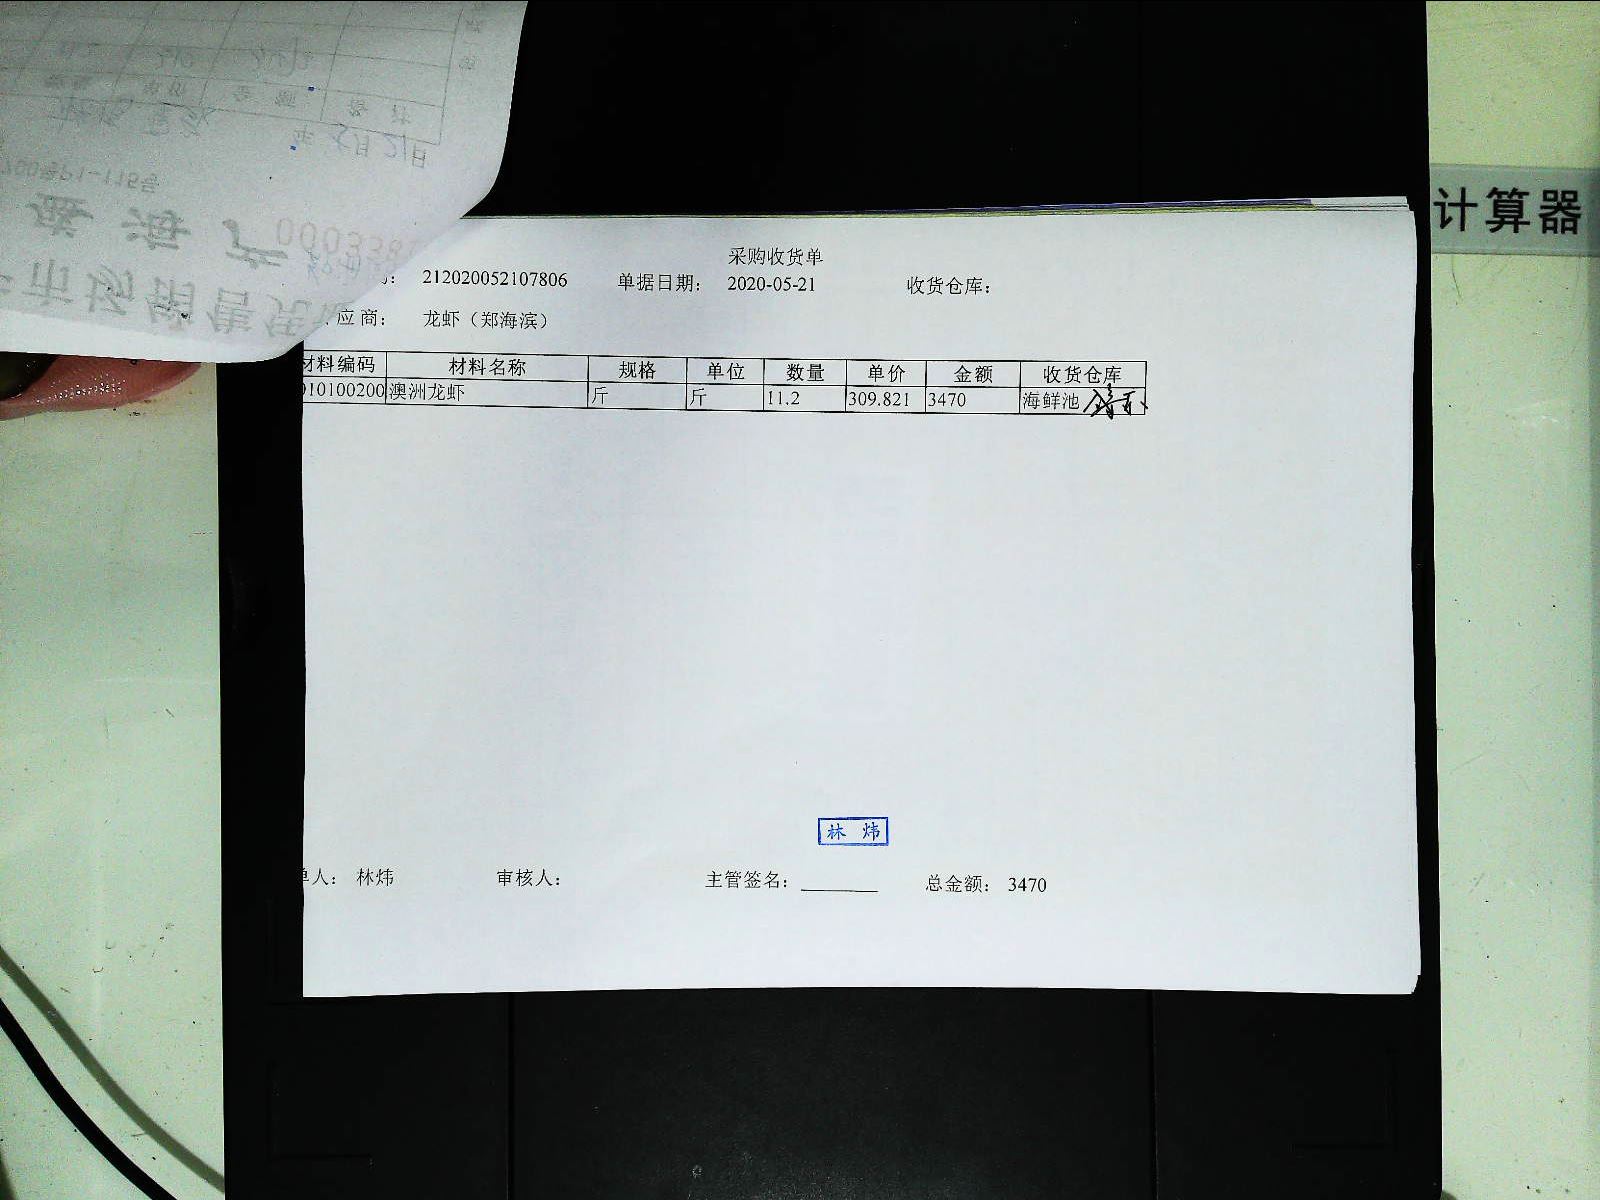 计算器
采购收货单
212020052107806 单据日期: 2020-05-21 收货仓库:
应商: 龙虾（郑海滨）
材料编码 材料名称 规格 单位 数量 单价 金额 收货仓库
010100200 澳洲龙虾 斤 斤 11.2 309.821 3470 海鲜池
林 炜
单人: 林炜 审核人: 主管签名: 总金额: 3470